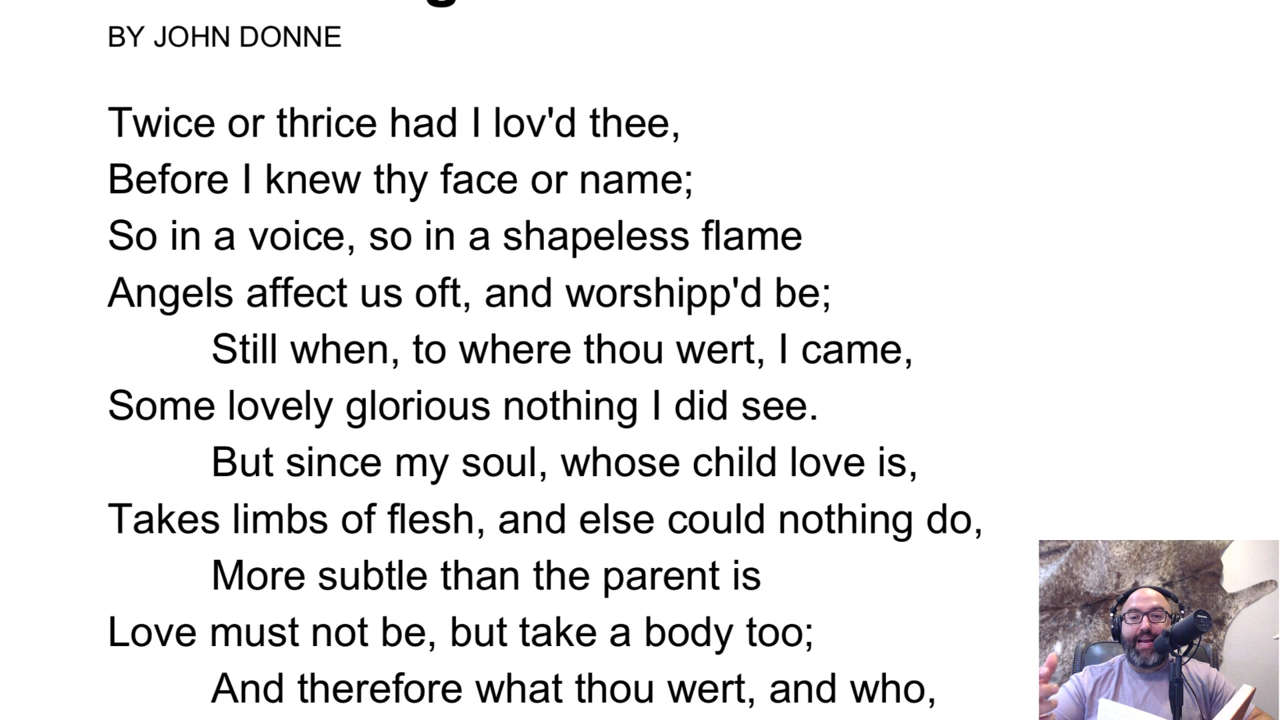 BY JOHN DONNE
Twice or thrice had I lov'd thee,
Before I knew thy face or name;
So in a voice, so in a shapeless flame
Angels affect us oft, and worshipp'd be;
Still when, to where thou wert, I came,
Some lovely glorious nothing I did see.
But since my soul, whose child love is,
Takes limbs of flesh, and else could nothing do,
More subtle than the parent is
Love must not be, but take a body too;
And therefore what thou wert, and who,